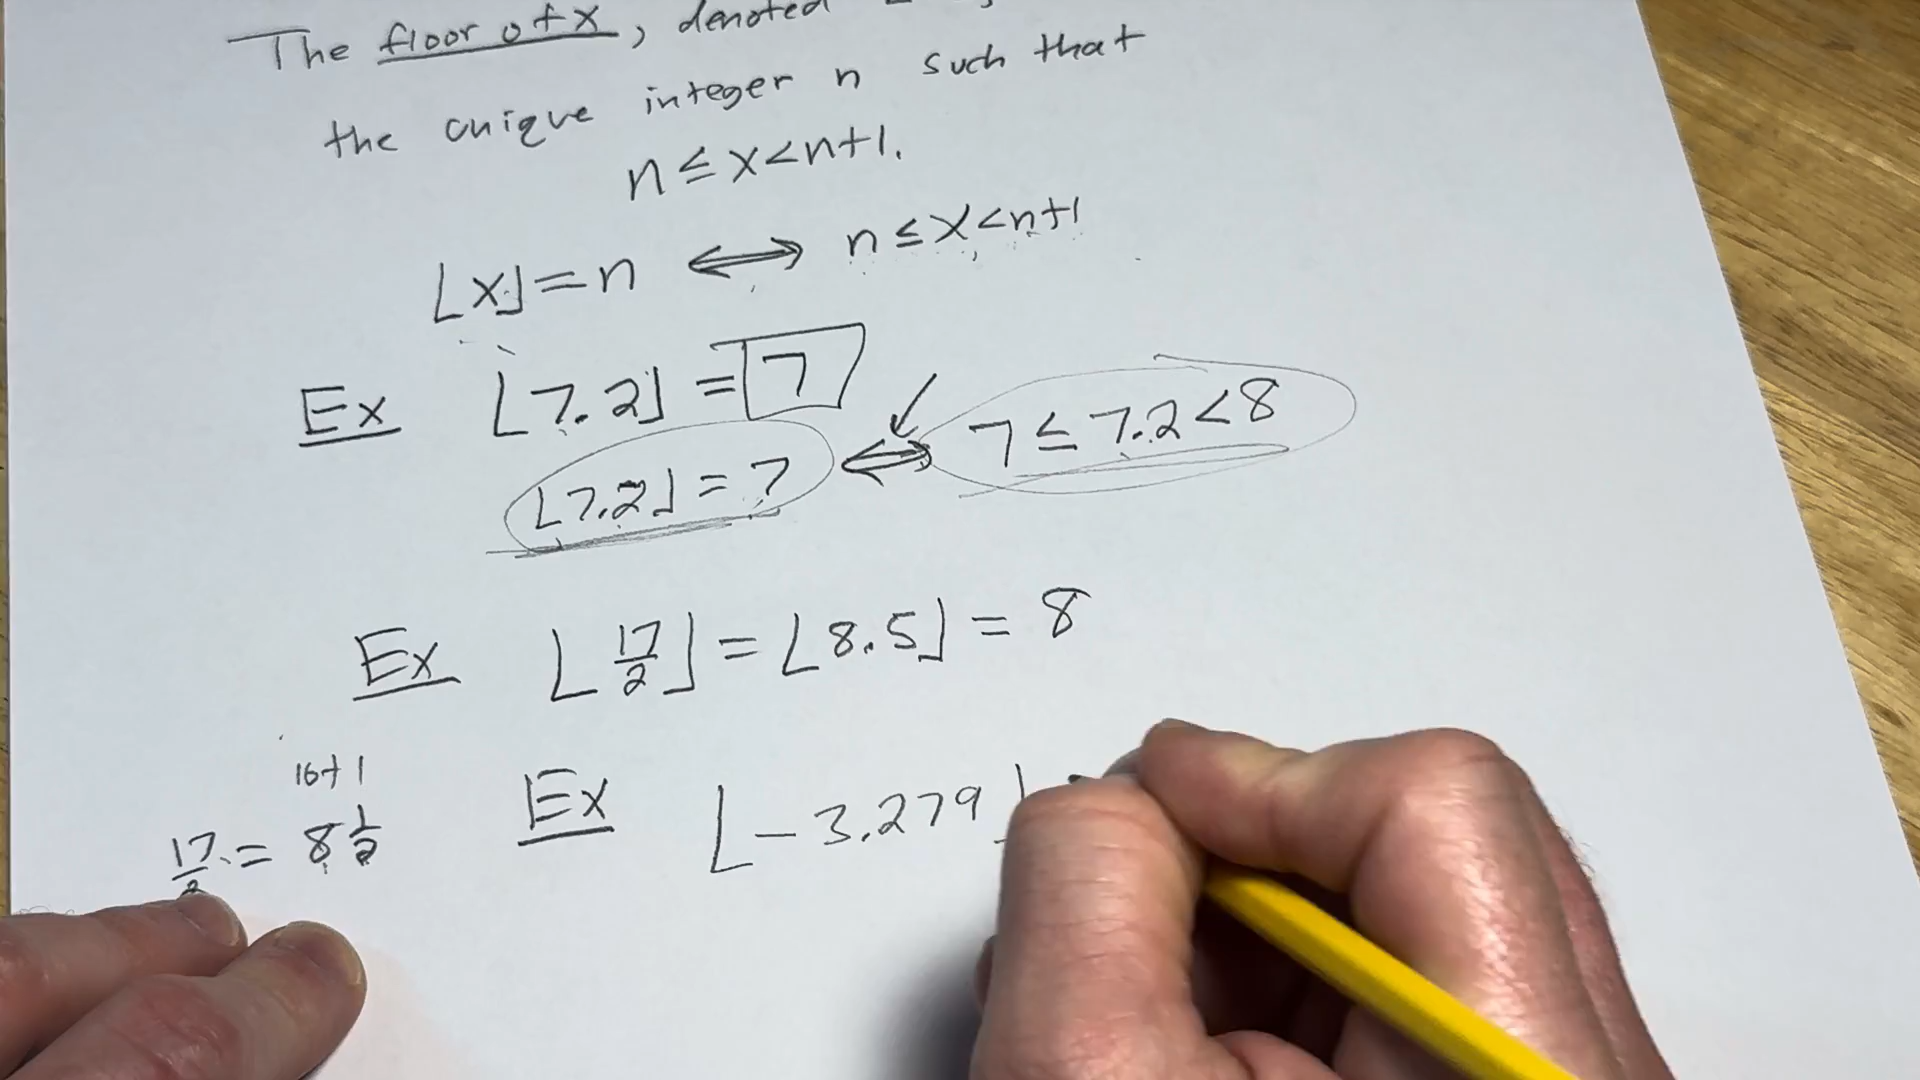 The floor of x, denoted
the unique integer n such that
n ≤ x < n+1.
⌊x⌋ = n ⟺ n ≤ x < n+1
Ex ⌊7.2⌋ = 7
⌊7.2⌋ = 7 ⟺ 7 ≤ 7.2 < 8
Ex ⌊17/2⌋ = ⌊8.5⌋ = 8
16+1
17/2 = 8 1/2
Ex ⌊-3.279⌋